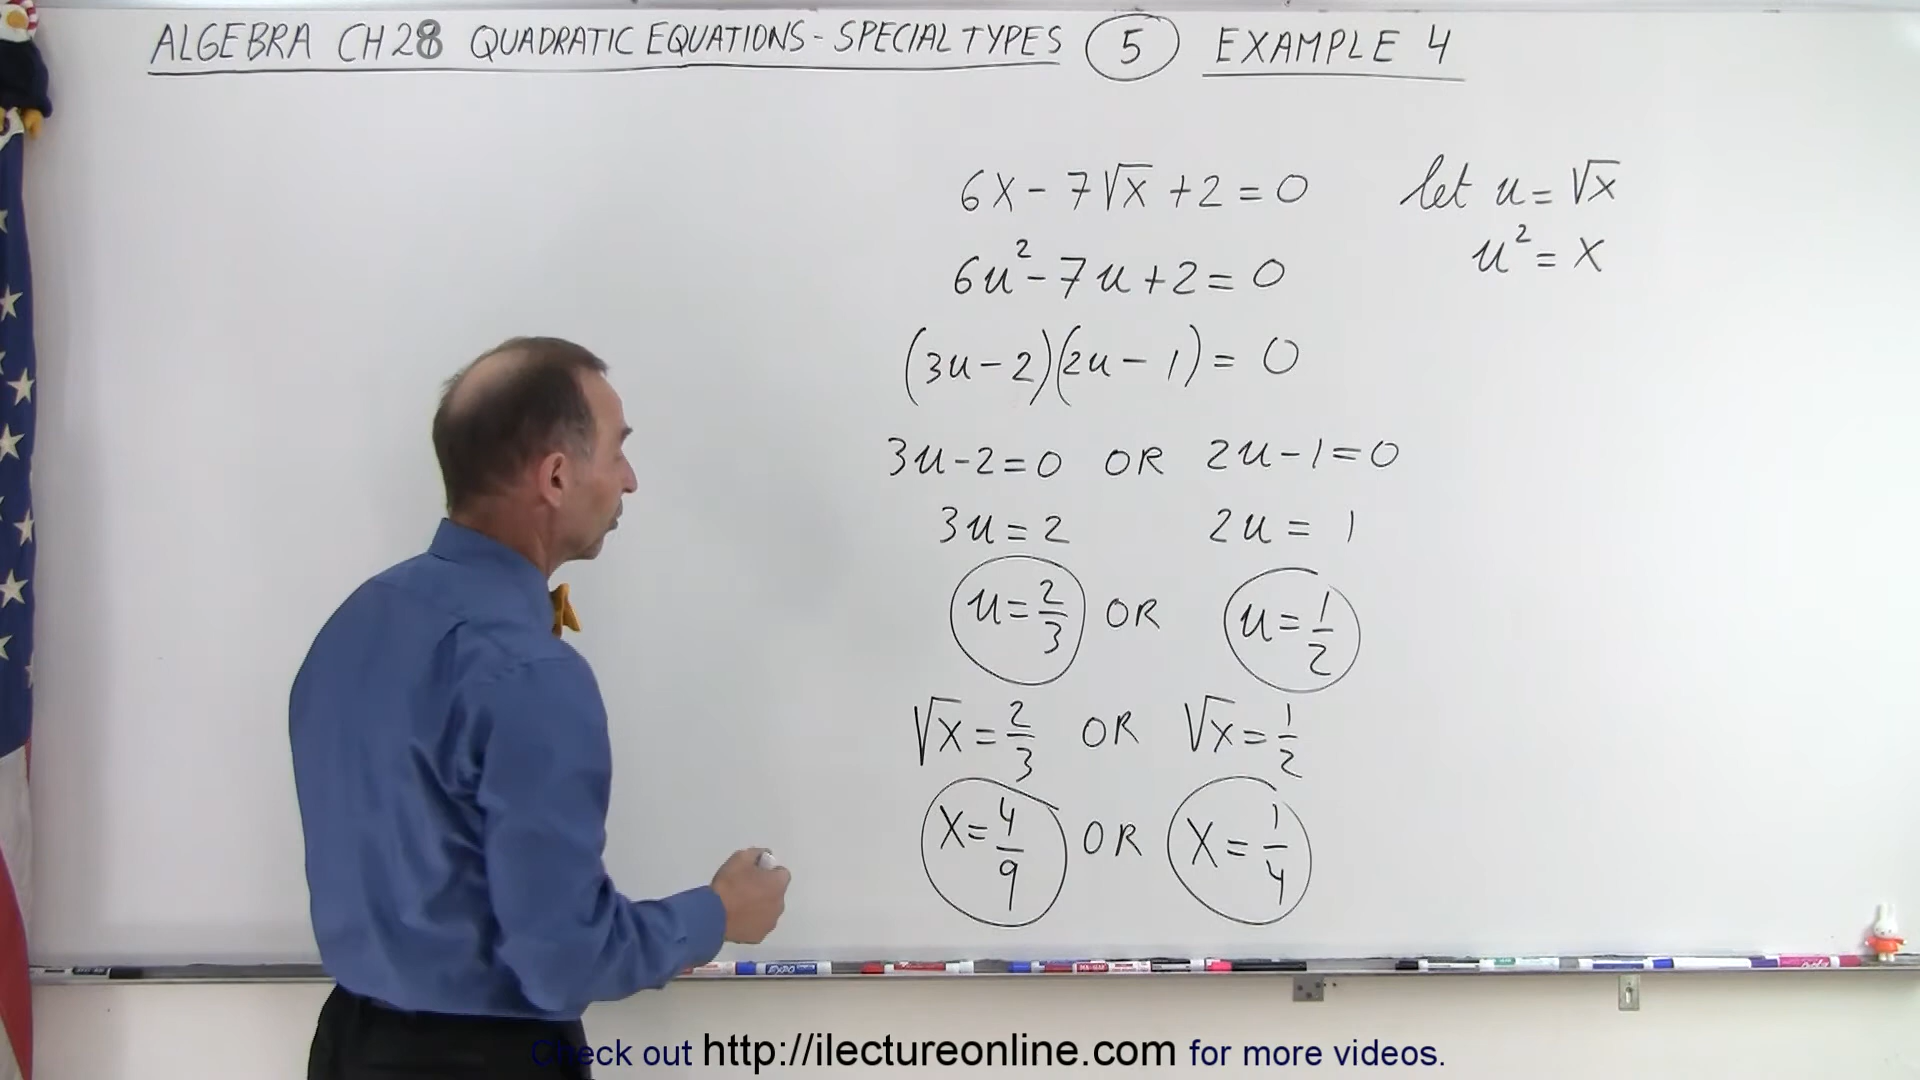 ALGEBRA CH28 QUADRATIC EQUATIONS - SPECIAL TYPES 5 EXAMPLE 4
6X - 7√x + 2 = 0 let u = √x
6u² - 7u + 2 = 0 u² = X
(3u - 2)(2u - 1) = 0
3u - 2 = 0 OR 2u - 1 = 0
3u = 2 2u = 1
u = 2/3 OR u = 1/2
√x = 2/3 OR √x = 1/2
X = 4/9 OR X = 1/4
EXPO
Check out http://ilectureonline.com for more videos.